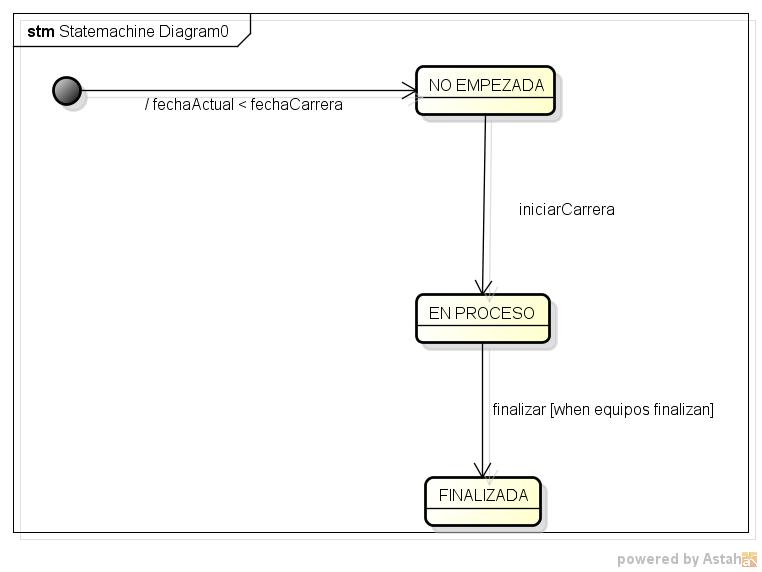 stm Statemachine Diagram0
NO EMPEZADA
/ fechaActual < fechaCarrera
iniciarCarrera
EN PROCESO
finalizar [when equipos finalizan]
FINALIZADA
powered by Astah